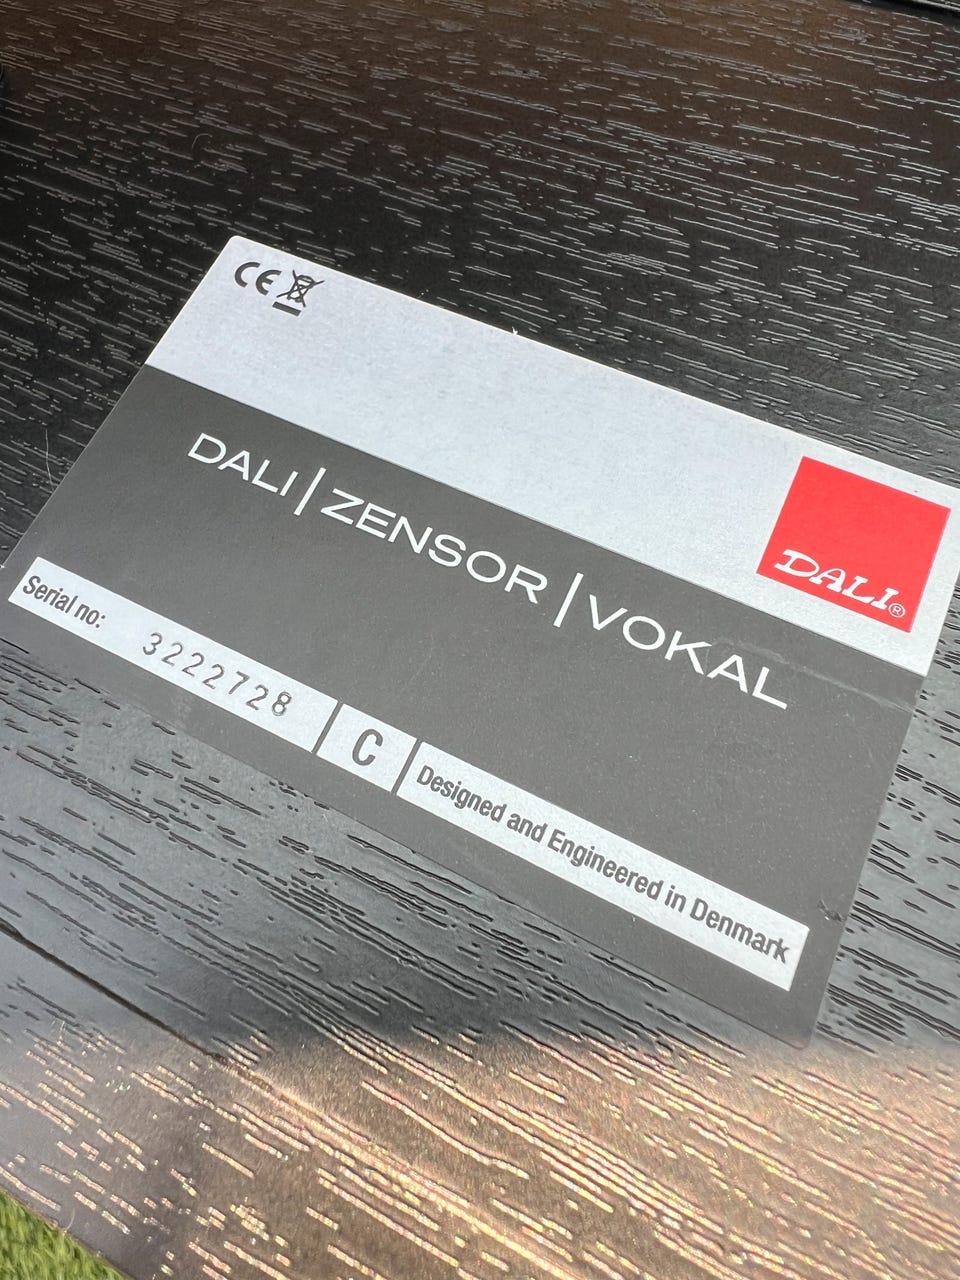 CE
DALI®
DALI|ZENSOR|VOKAL
Serial no: 3222728
C
Designed and Engineered in Denmark